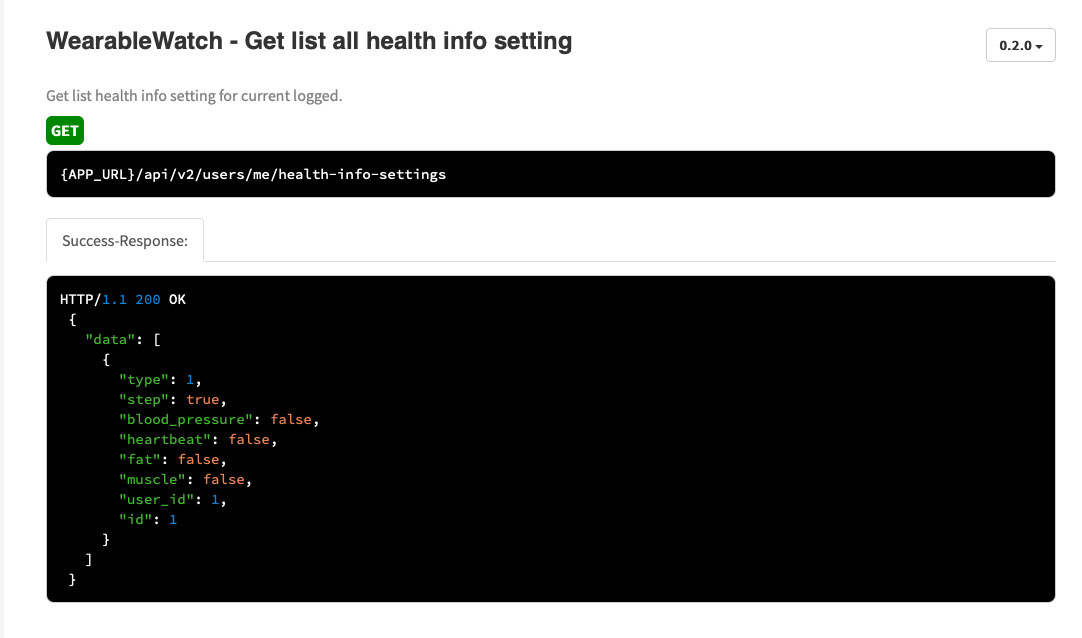 WearableWatch - Get list all health info setting
0.2.0
Get list health info setting for current logged.
GET
{APP_URL}/api/v2/users/me/health-info-settings
Success-Response:
HTTP/1.1 200 OK
{
"data": [
{
"type": 1,
"step": true,
"blood_pressure": false,
"heartbeat": false,
"fat": false,
"muscle": false,
"user_id": 1,
"id": 1
}
]
}